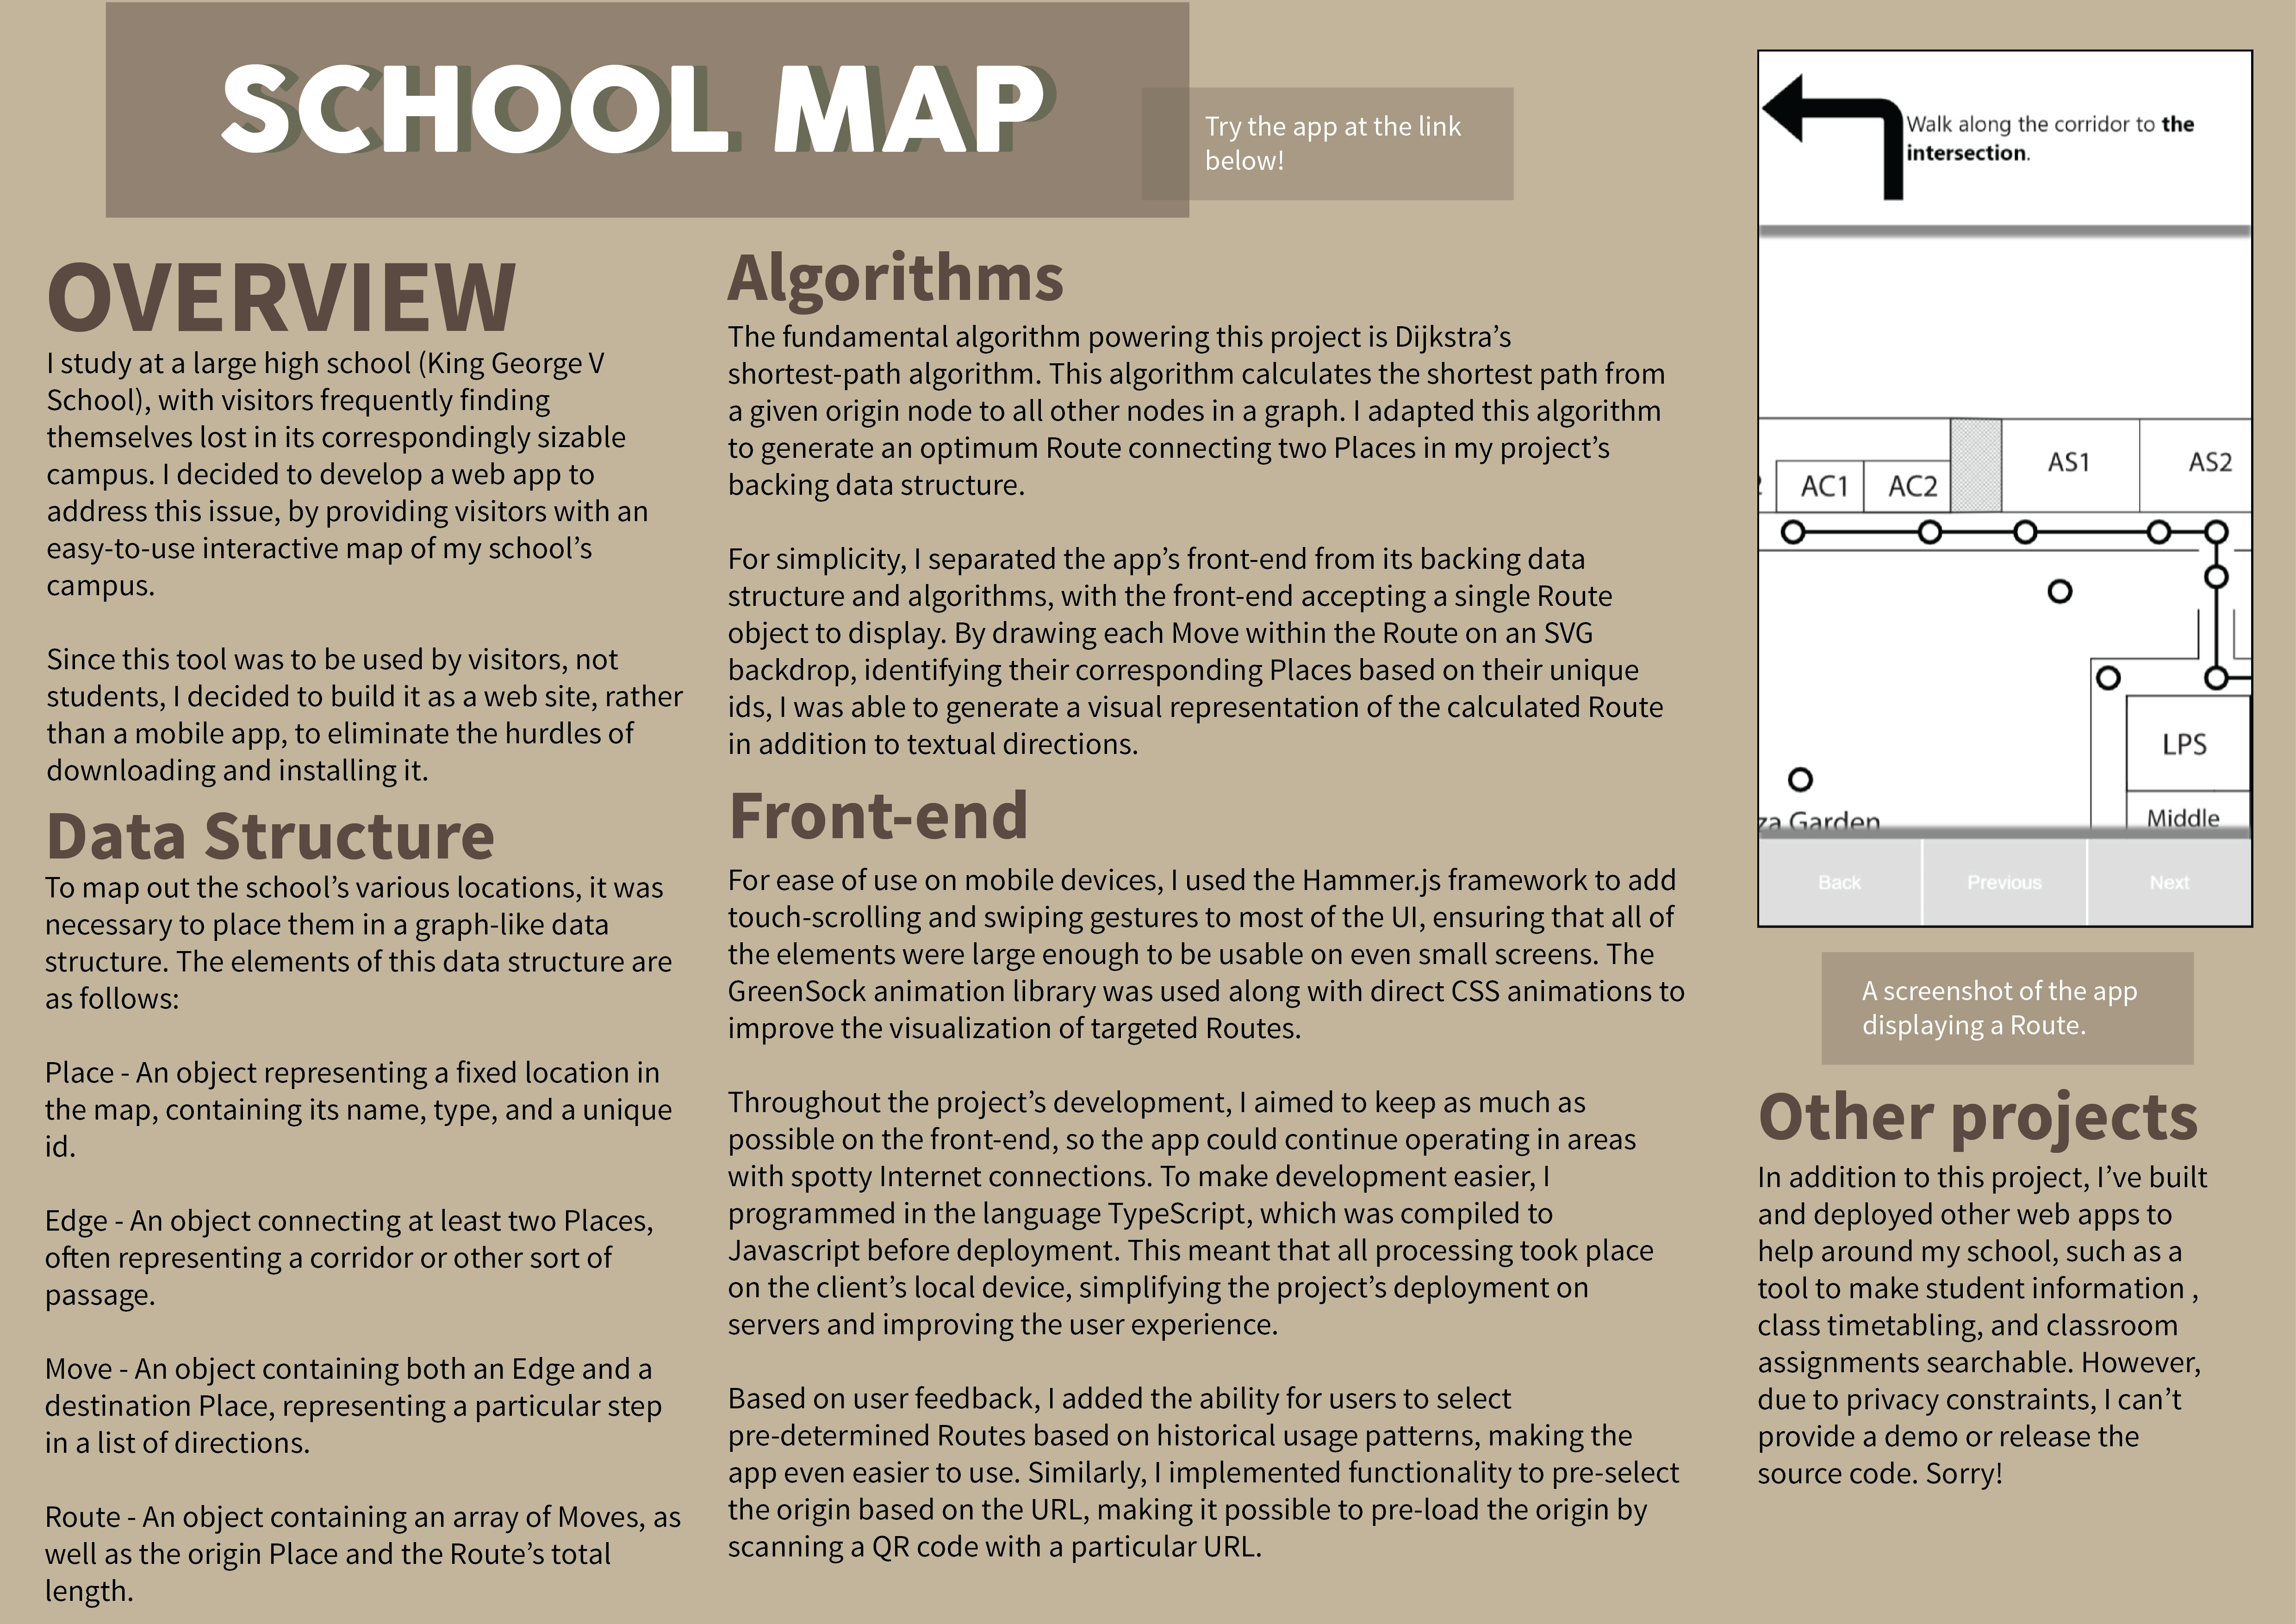 SCHOOL MAP
Try the app at the link
below!
OVERVIEW
I study at a large high school (King George V
School), with visitors frequently finding
themselves lost in its correspondingly sizable
campus. I decided to develop a web app to
address this issue, by providing visitors with an
easy-to-use interactive map of my school’s
campus.
Since this tool was to be used by visitors, not
students, I decided to build it as a web site, rather
than a mobile app, to eliminate the hurdles of
downloading and installing it.
Data Structure
To map out the school’s various locations, it was
necessary to place them in a graph-like data
structure. The elements of this data structure are
as follows:
Place - An object representing a fixed location in
the map, containing its name, type, and a unique
id.
Edge - An object connecting at least two Places,
often representing a corridor or other sort of
passage.
Move - An object containing both an Edge and a
destination Place, representing a particular step
in a list of directions.
Route - An object containing an array of Moves, as
well as the origin Place and the Route’s total
length.
Algorithms
The fundamental algorithm powering this project is Dijkstra’s
shortest-path algorithm. This algorithm calculates the shortest path from
a given origin node to all other nodes in a graph. I adapted this algorithm
to generate an optimum Route connecting two Places in my project’s
backing data structure.
For simplicity, I separated the app’s front-end from its backing data
structure and algorithms, with the front-end accepting a single Route
object to display. By drawing each Move within the Route on an SVG
backdrop, identifying their corresponding Places based on their unique
ids, I was able to generate a visual representation of the calculated Route
in addition to textual directions.
Front-end
For ease of use on mobile devices, I used the Hammer.js framework to add
touch-scrolling and swiping gestures to most of the UI, ensuring that all of
the elements were large enough to be usable on even small screens. The
GreenSock animation library was used along with direct CSS animations to
improve the visualization of targeted Routes.
Throughout the project’s development, I aimed to keep as much as
possible on the front-end, so the app could continue operating in areas
with spotty Internet connections. To make development easier, I
programmed in the language TypeScript, which was compiled to
Javascript before deployment. This meant that all processing took place
on the client’s local device, simplifying the project’s deployment on
servers and improving the user experience.
Based on user feedback, I added the ability for users to select
pre-determined Routes based on historical usage patterns, making the
app even easier to use. Similarly, I implemented functionality to pre-select
the origin based on the URL, making it possible to pre-load the origin by
scanning a QR code with a particular URL.
Walk along the corridor to the
intersection.
AS1 AS2
AC1 AC2
LPS
za Garden Middle
Back Previous Next
A screenshot of the app
displaying a Route.
Other projects
In addition to this project, I’ve built
and deployed other web apps to
help around my school, such as a
tool to make student information ,
class timetabling, and classroom
assignments searchable. However,
due to privacy constraints, I can’t
provide a demo or release the
source code. Sorry!